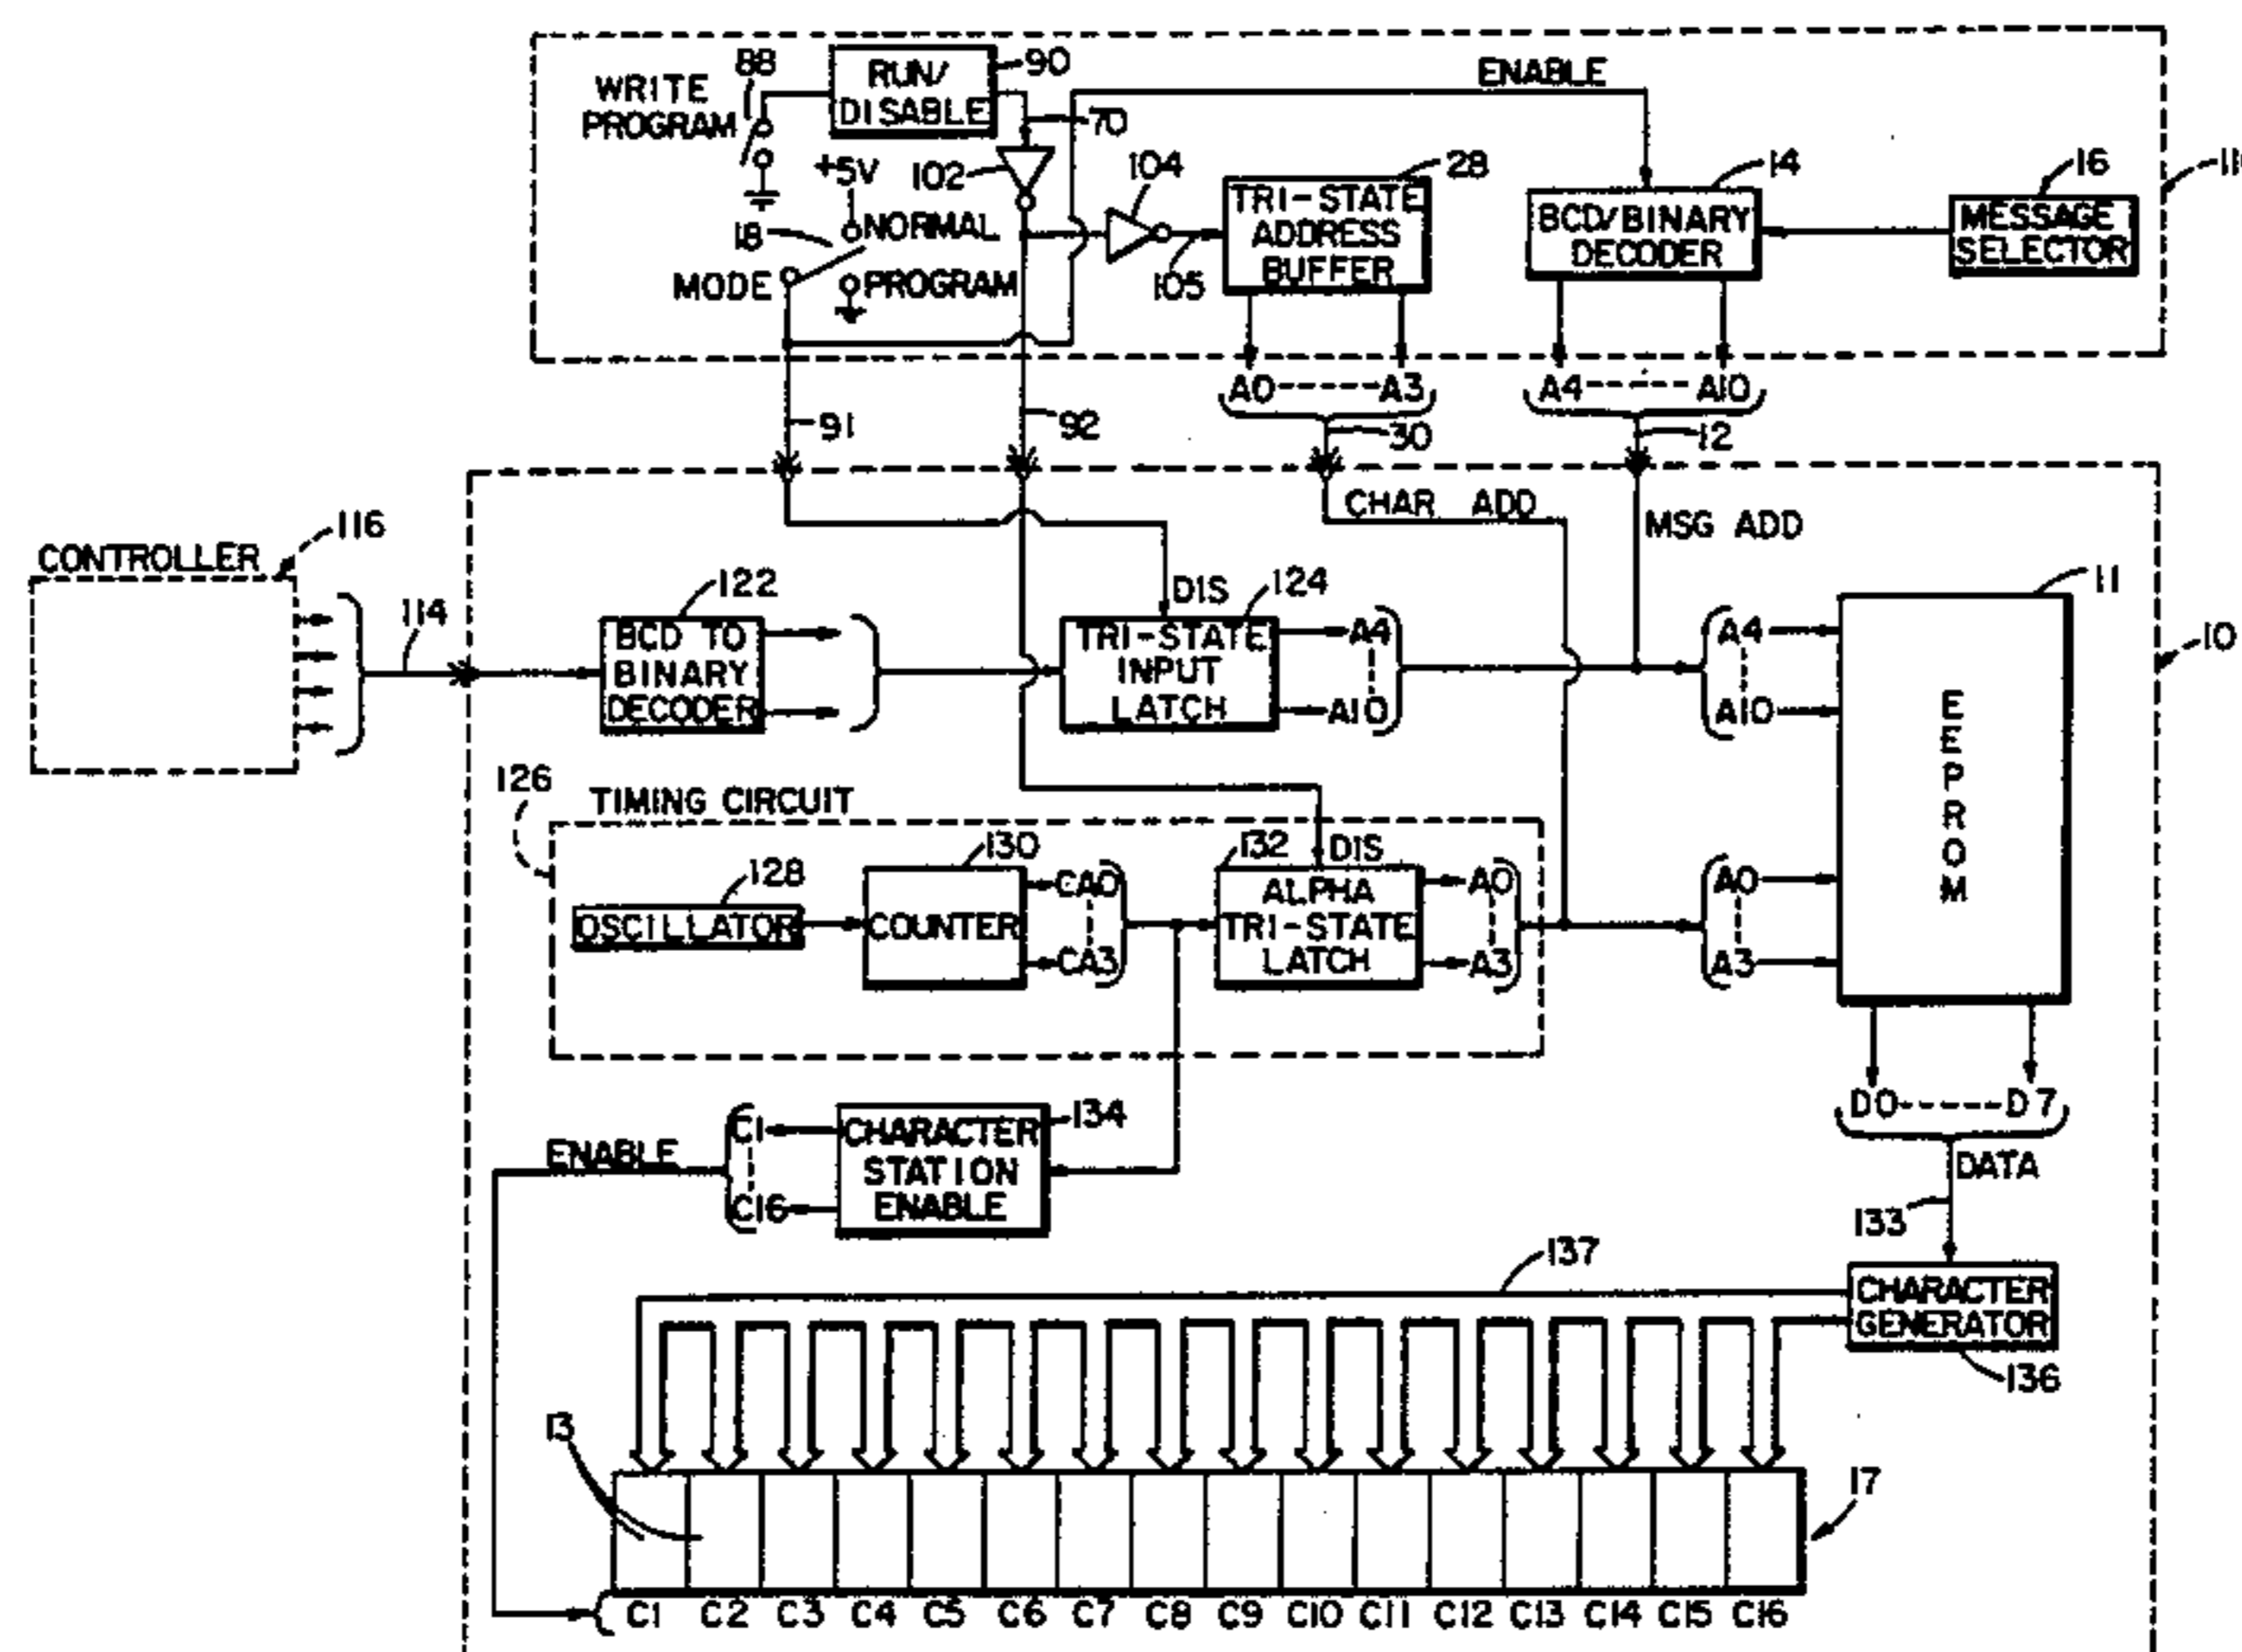 88
WRITE
PROGRAM
RUN/
DISABLE
90
70
ENABLE
+5V
102
104
28
14
16
NORMAL
18
MODE
PROGRAM
105
TRI-STATE
ADDRESS
BUFFER
BCD/BINARY
DECODER
MESSAGE
SELECTOR
A0-----A3
A4------A10
91
92
30
12
CHAR ADD
MSG ADD
CONTROLLER
116
114
122
BCD TO
BINARY
DECODER
DIS
124
TRI-STATE
INPUT
LATCH
A4
A10
A4
A10
11
10
EEPROM
126
TIMING CIRCUIT
128
OSCILLATOR
130
COUNTER
CA0
CA3
132
DIS
ALPHA
TRI-STATE
LATCH
A0
A3
A0
A3
D0------D7
DATA
133
ENABLE
C1
C16
CHARACTER
STATION
ENABLE
134
137
CHARACTER
GENERATOR
136
13
17
C1 C2 C3 C4 C5 C6 C7 C8 C9 C10 C11 C12 C13 C14 C15 C16